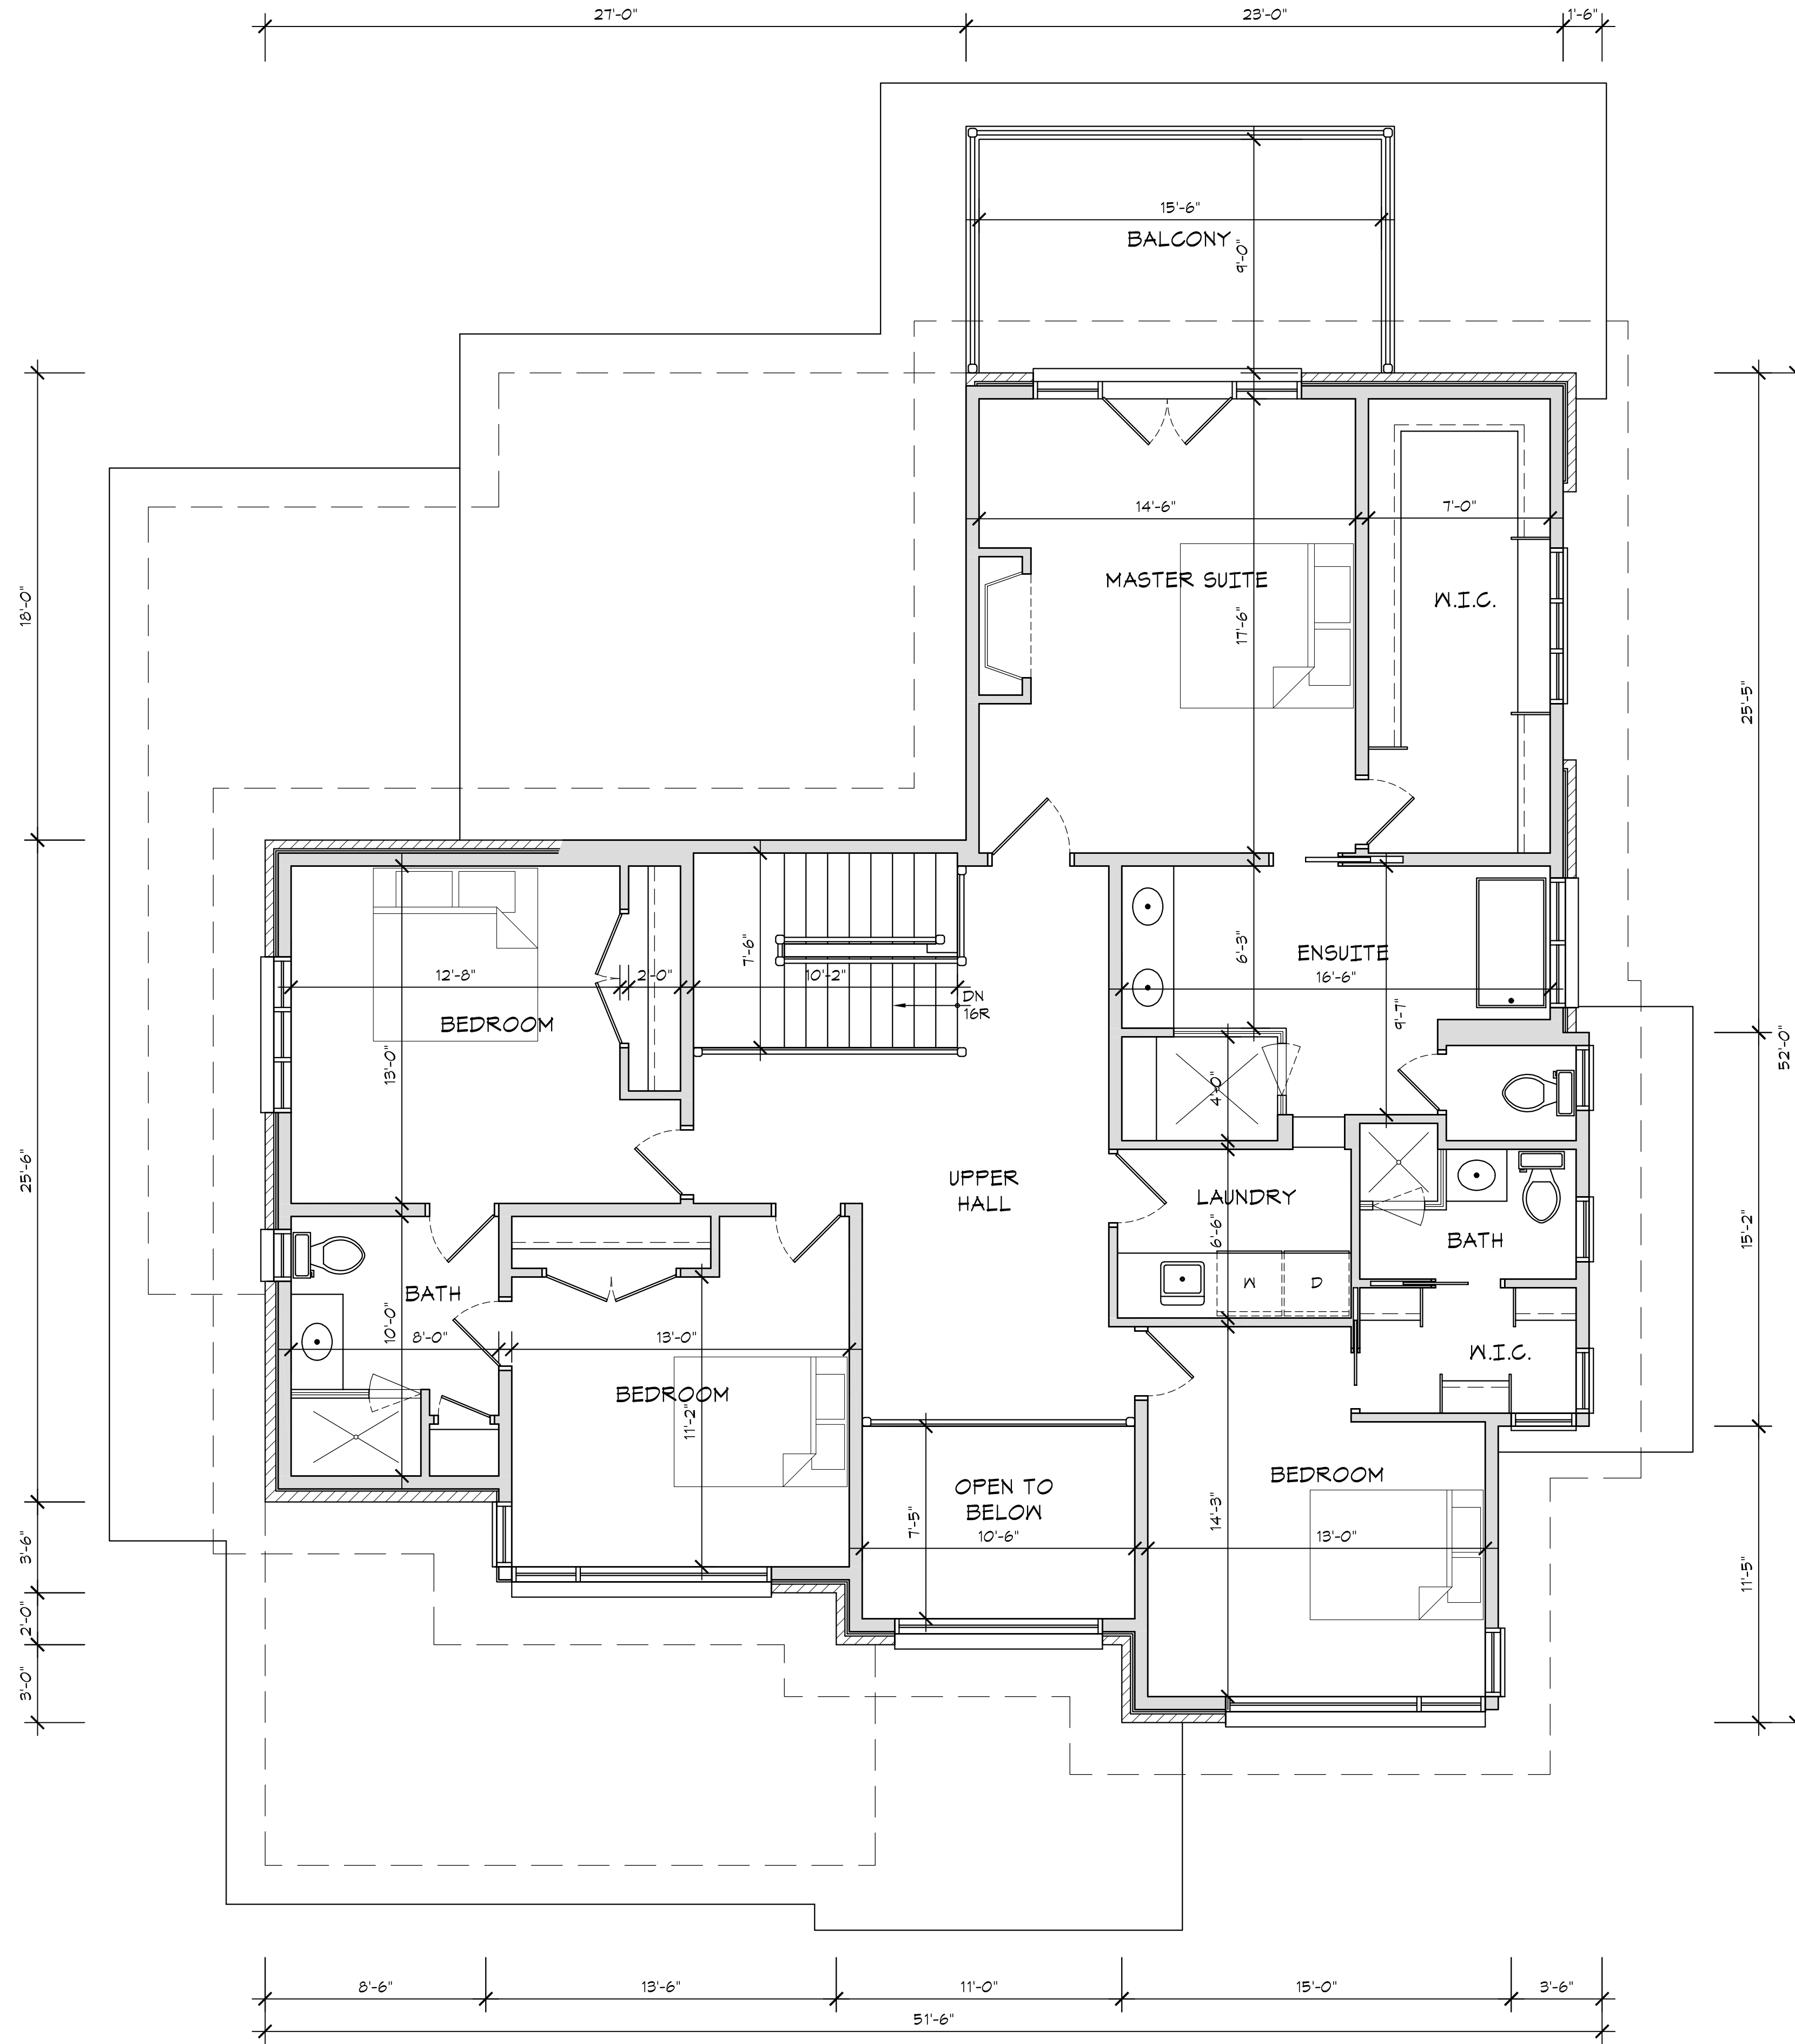 27'-0"
23'-0"
1'-6"
15'-6"
BALCONY
9'-0"
18'-0"
14'-6"
7'-0"
MASTER SUITE
W.I.C.
17'-6"
25'-5"
7'-6"
6'-3"
ENSUITE
12'-8"
2'-0"
10'-2"
16'-6"
DN
16R
BEDROOM
9'-7"
52'-0"
13'-0"
4'-0"
25'-6"
UPPER
HALL
LAUNDRY
6'-6"
BATH
15'-2"
W
D
BATH
10'-0"
8'-0"
13'-0"
W.I.C.
BEDROOM
11'-2"
BEDROOM
OPEN TO
BELOW
7'-5"
10'-6"
14'-3"
13'-0"
3'-6"
2'-0"
3'-0"
11'-5"
8'-6"
13'-6"
11'-0"
15'-0"
3'-6"
51'-6"